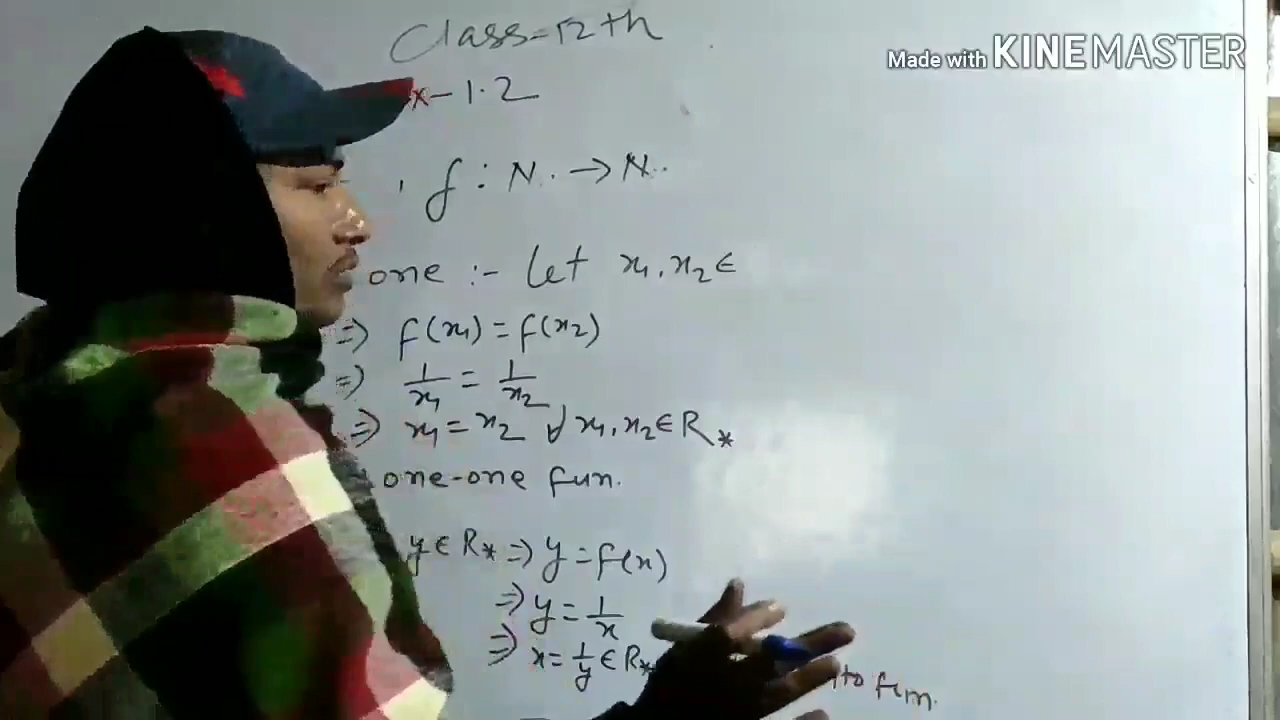 Class-12th
Made with KINEMASTER
x-1.2
f : N → N
one :- Let x₁, x₂ ∈
⇒ f(x₁) = f(x₂)
⇒ 1/x₁ = 1/x₂
⇒ x₁ = x₂ ∀ x₁, x₂ ∈ R*
one-one fun.
y ∈ R* ⇒ y = f(x)
⇒ y = 1/x
⇒ x = 1/y ∈ R*
to fun.